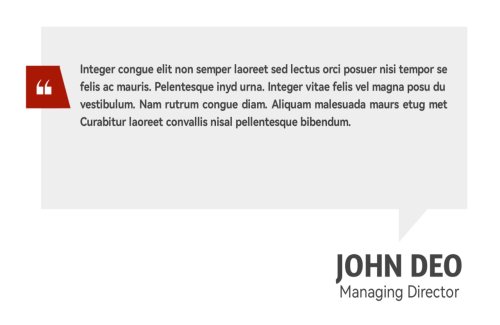 Integer congue elit non semper laoreet sed lectus orci posuer nisi tempor se
felis ac mauris. Pelentesque inyd urna. Integer vitae felis vel magna posu du
vestibulum. Nam rutrum congue diam. Aliquam malesuada maurs etug met
Curabitur laoreet convallis nisal pellentesque bibendum.
JOHN DEO
Managing Director